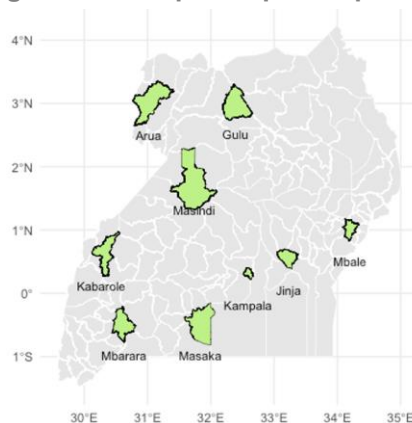 4°N
3°N
Arua
Gulu
2°N
Masindi
1°N
Mbale
Kabarole
0°
Jinja
Kampala
Mbarara
Masaka
1°S
30°E 31°E 32°E 33°E 34°E 35°E